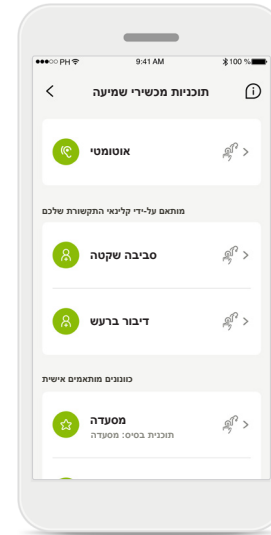 PH 9:41 AM 100 %
תוכניות מכשירי שמיעה
אוטומטי
מותאם על-ידי קלינאי התקשורת שלכם
סביבה שקטה
דיבור ברעש
כוונונים מותאמים אישית
מסעדה
תוכנית בסיס: מסעדה